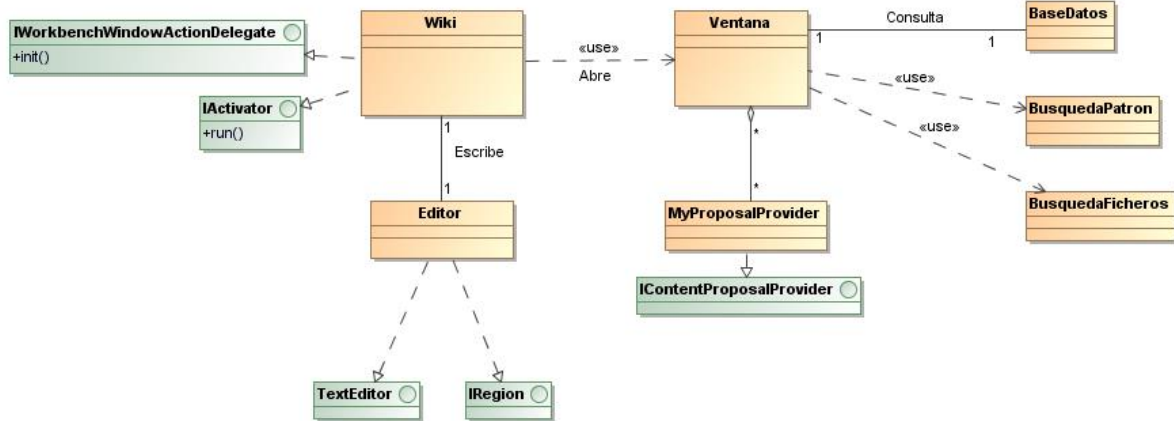 IWorkbenchWindowActionDelegate
+init()
IActivator
+run()
Wiki
«use»
Abre
Ventana
Consulta
1
1
BaseDatos
«use»
BusquedaPatron
«use»
BusquedaFicheros
1
Escribe
1
Editor
*
*
MyProposalProvider
IContentProposalProvider
TextEditor
IRegion